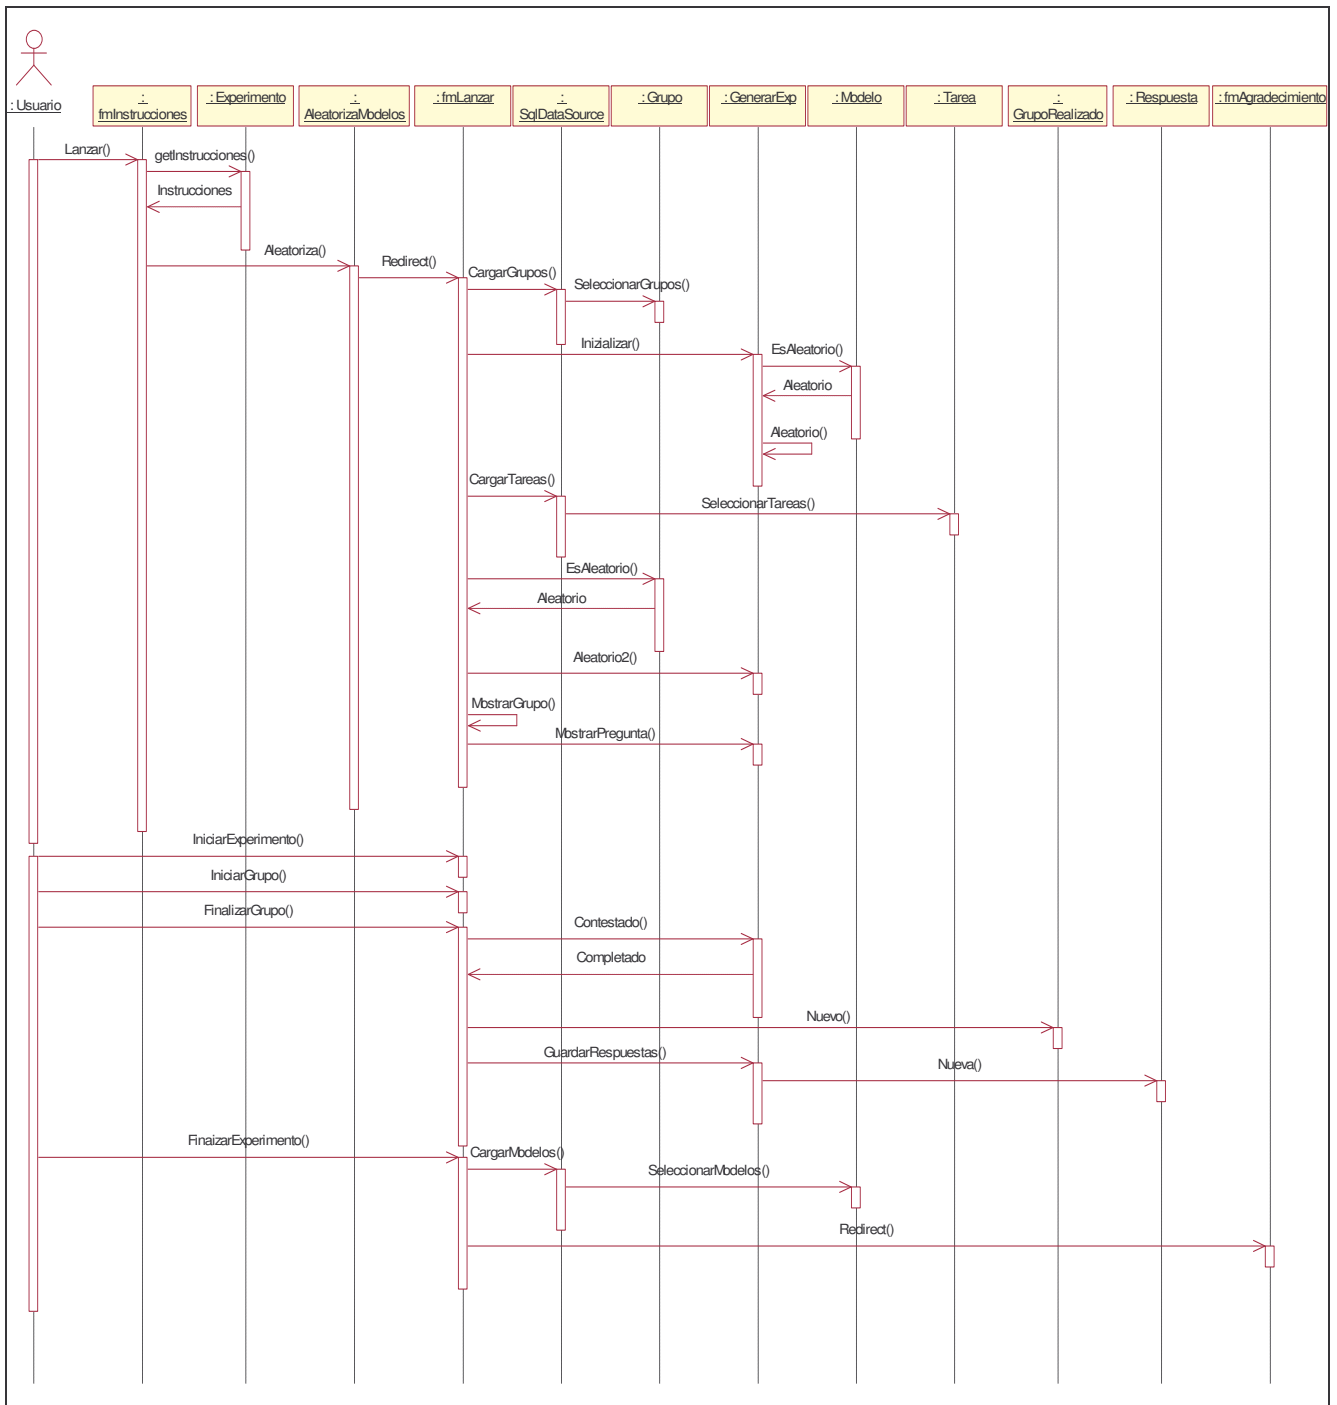 : Usuario
:
fmInstrucciones
: Experimento
:
AleatorizaModelos
: fmLanzar
:
SqlDataSource
: Grupo
: GenerarExp
: Modelo
: Tarea
:
GrupoRealizado
: Respuesta
: fmAgradecimiento
Lanzar()
getInstrucciones()
Instrucciones
Aleatoriza()
Redirect()
CargarGrupos()
SeleccionarGrupos()
Inizializar()
EsAleatorio()
Aleatorio
Aleatorio()
CargarTareas()
SeleccionarTareas()
EsAleatorio()
Aleatorio
Aleatorio2()
MostrarGrupo()
MostrarPregunta()
IniciarExperimento()
IniciarGrupo()
FinalizarGrupo()
Contestado()
Completado
Nuevo()
GuardarRespuestas()
Nueva()
FinaizarExperimento()
CargarModelos()
SeleccionarModelos()
Redirect()